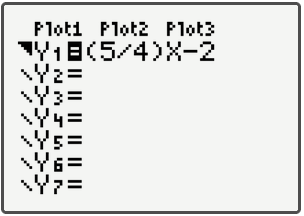 Plot1 Plot2 Plot3
Y1=(5/4)X-2
\Y2=
\Y3=
\Y4=
\Y5=
\Y6=
\Y7=